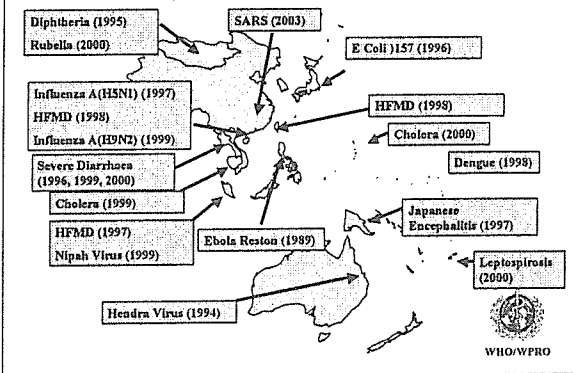 Diphtheria (1995)
Rubella (2000)
SARS (2003)
E Coli )157 (1996)
Influenza A(H5N1) (1997)
HFMD (1998)
Influenza A(H9N2) (1999)
HFMD (1998)
Cholera (2000)
Dengue (1998)
Severe Diarrhoea
(1996, 1999, 2000)
Cholera (1999)
HFMD (1997)
Nipah Virus (1999)
Ebola Reston (1989)
Japanese
Encephalitis (1997)
Leptospirosis
(2000)
Hendra Virus (1994)
WHO/WPRO